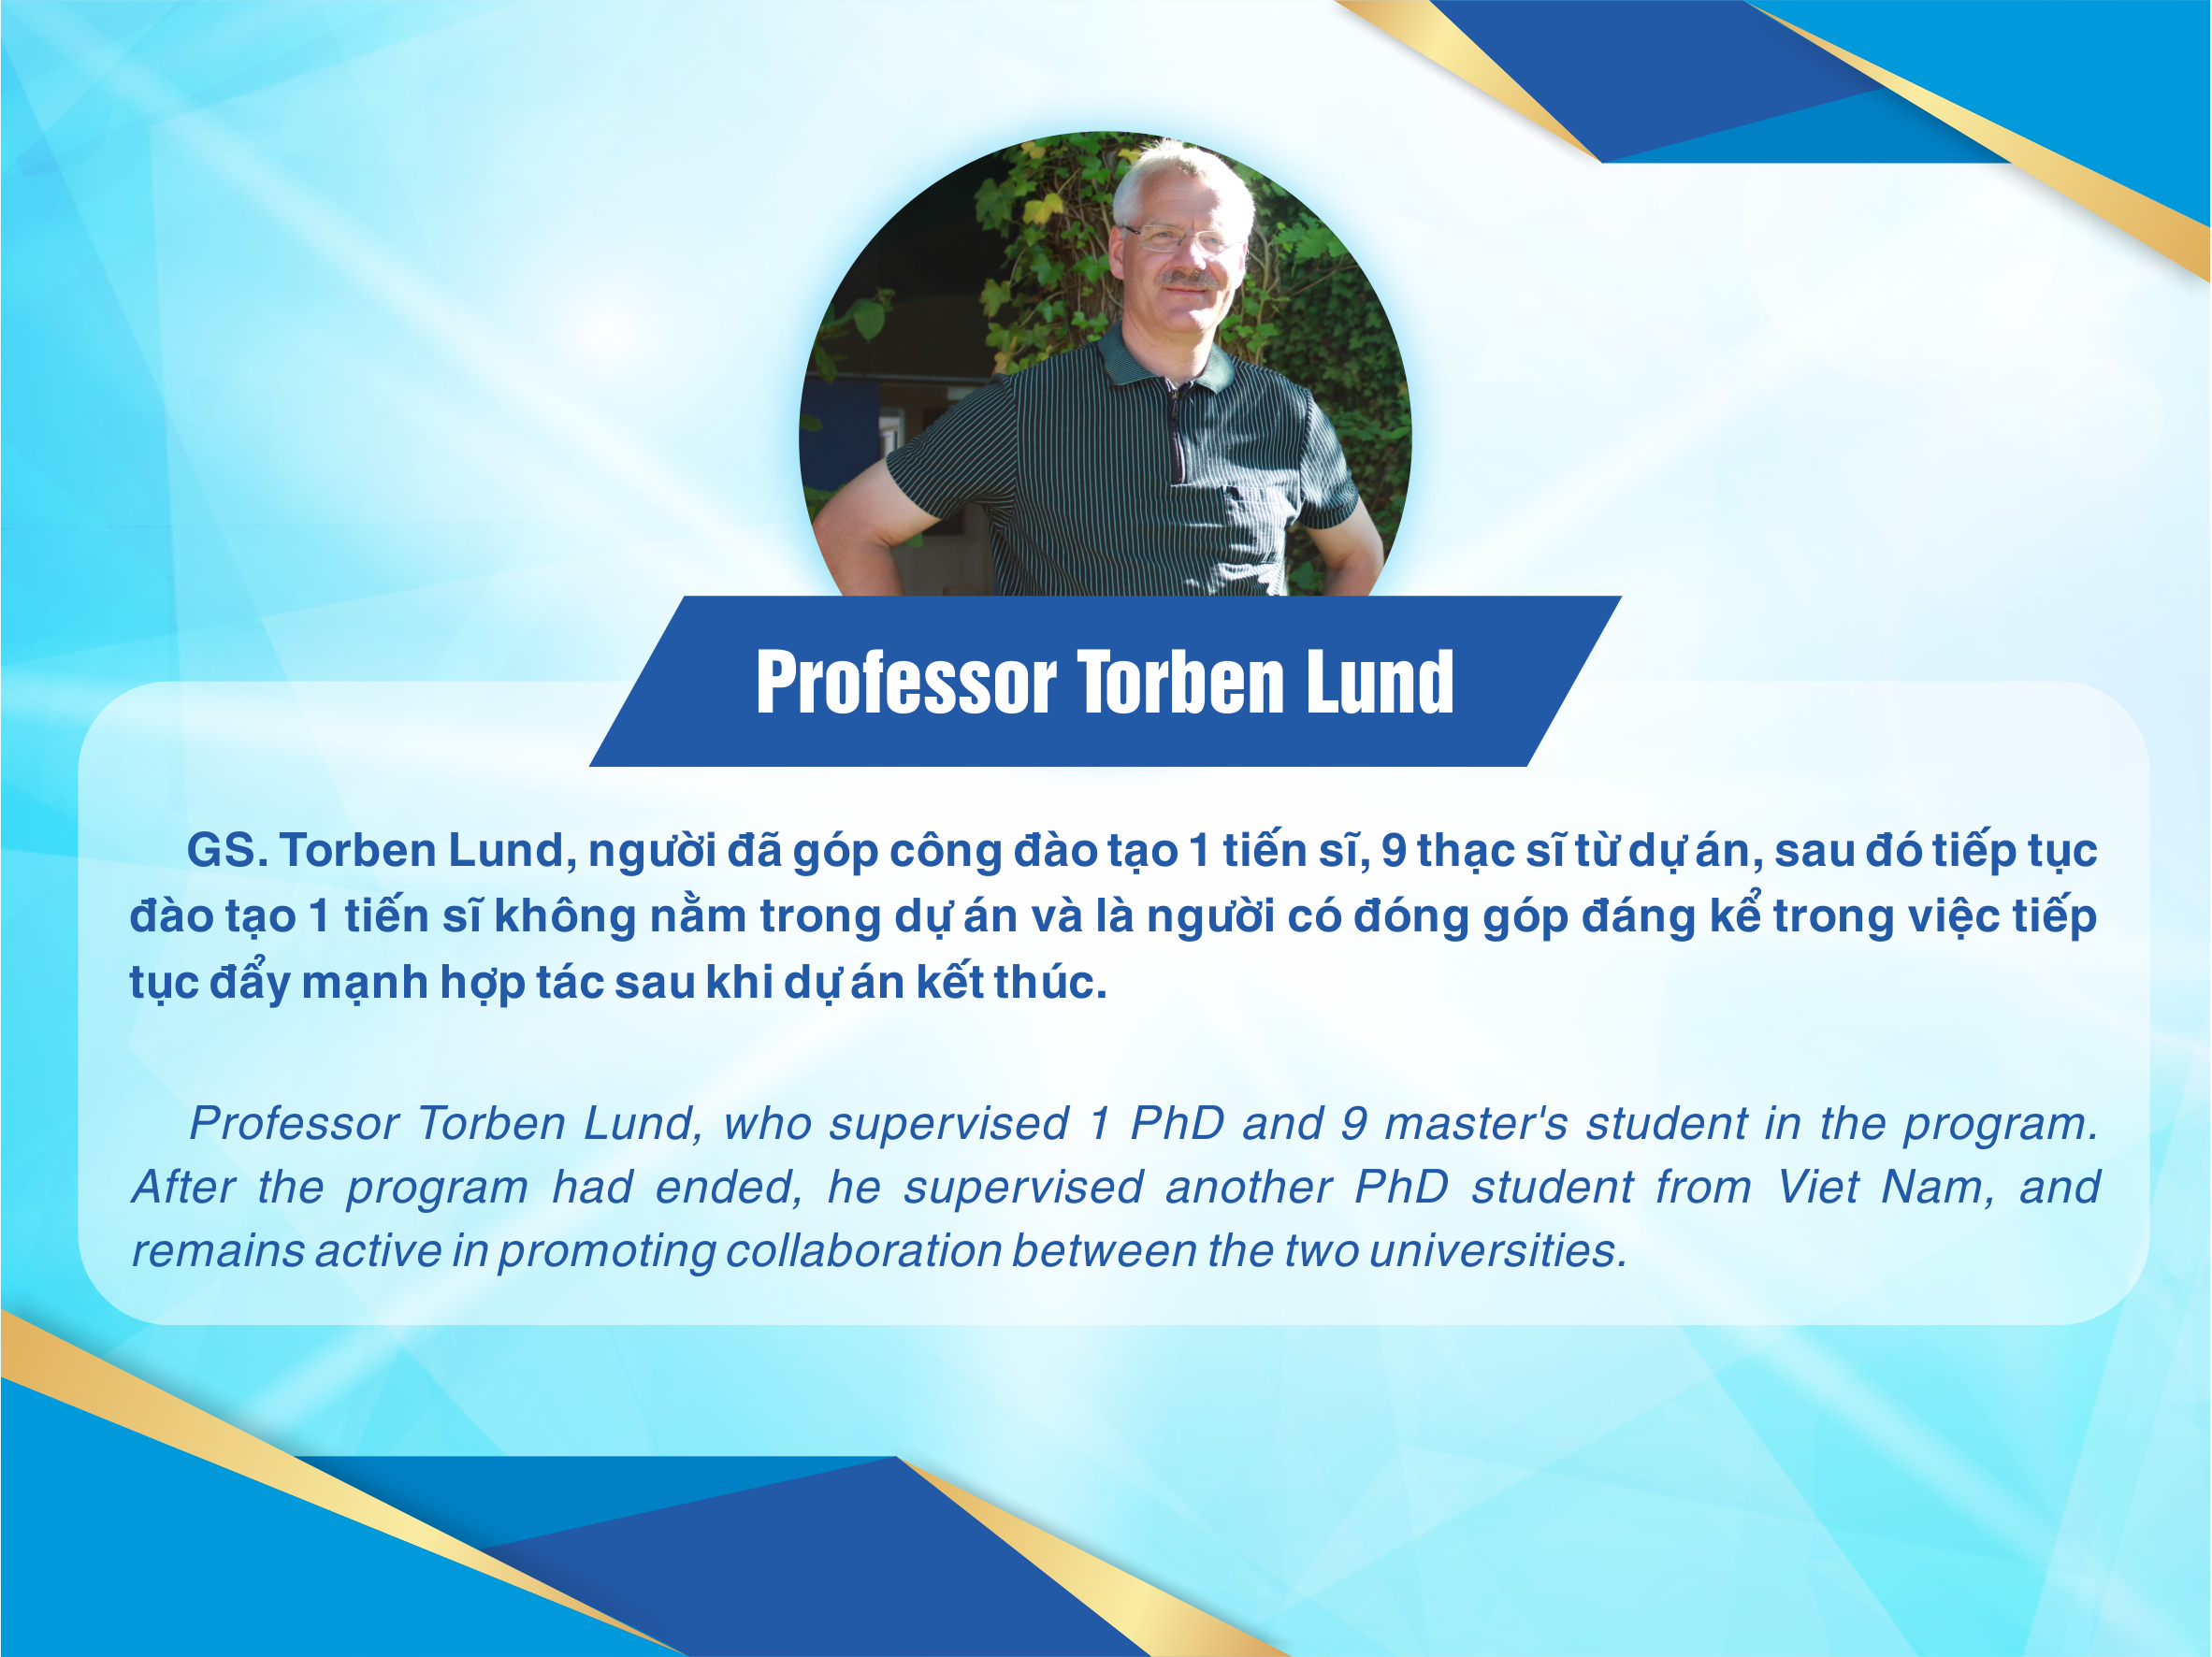 Professor Torben Lund
GS. Torben Lund, người đã góp công đào tạo 1 tiến sĩ, 9 thạc sĩ từ dự án, sau đó tiếp tục
đào tạo 1 tiến sĩ không nằm trong dự án và là người có đóng góp đáng kể trong việc tiếp
tục đẩy mạnh hợp tác sau khi dự án kết thúc.
Professor Torben Lund, who supervised 1 PhD and 9 master's student in the program.
After the program had ended, he supervised another PhD student from Viet Nam, and
remains active in promoting collaboration between the two universities.